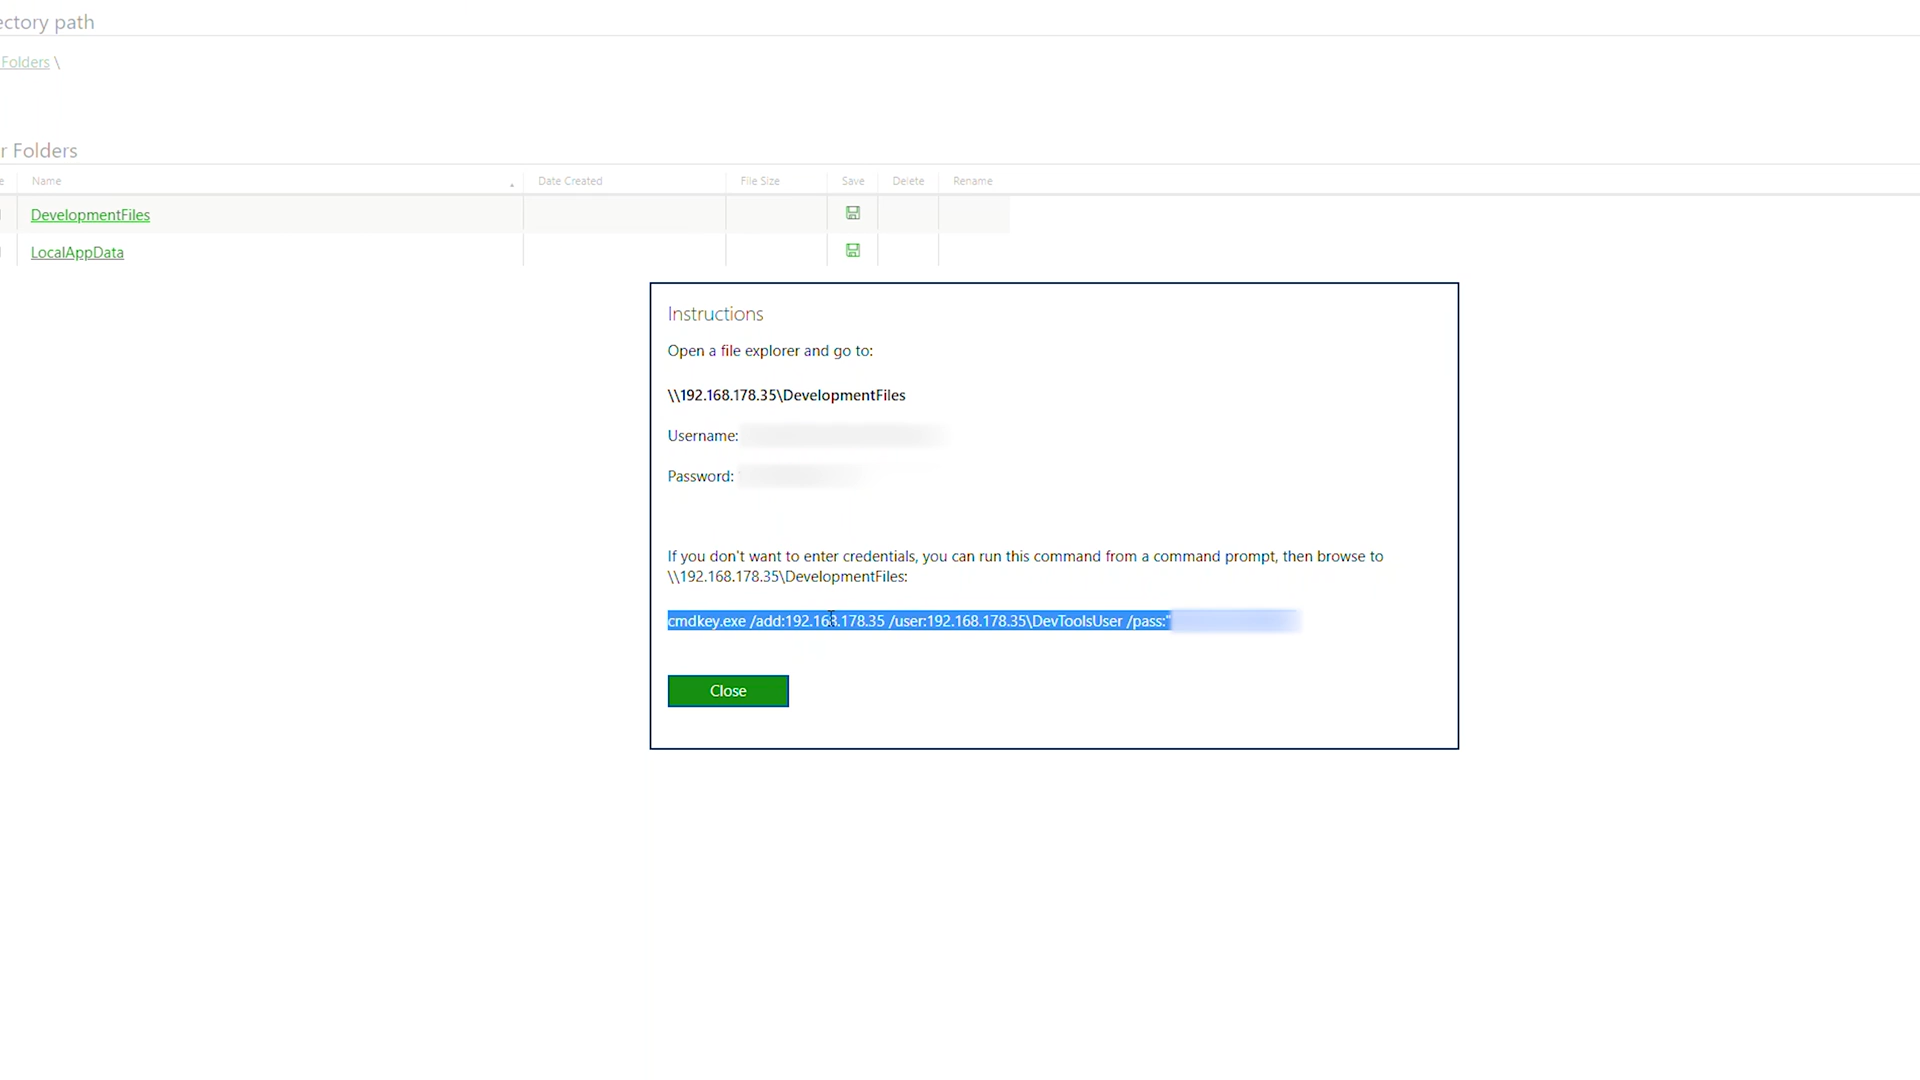 ectory path
Folders \
r Folders
e Name Date Created File Size Save Delete Rename
DevelopmentFiles
LocalAppData
Instructions
Open a file explorer and go to:
\\192.168.178.35\DevelopmentFiles
Username:
Password:
If you don't want to enter credentials, you can run this command from a command prompt, then browse to
\\192.168.178.35\DevelopmentFiles:
cmdkey.exe /add:192.168.178.35 /user:192.168.178.35\DevToolsUser /pass:"
Close